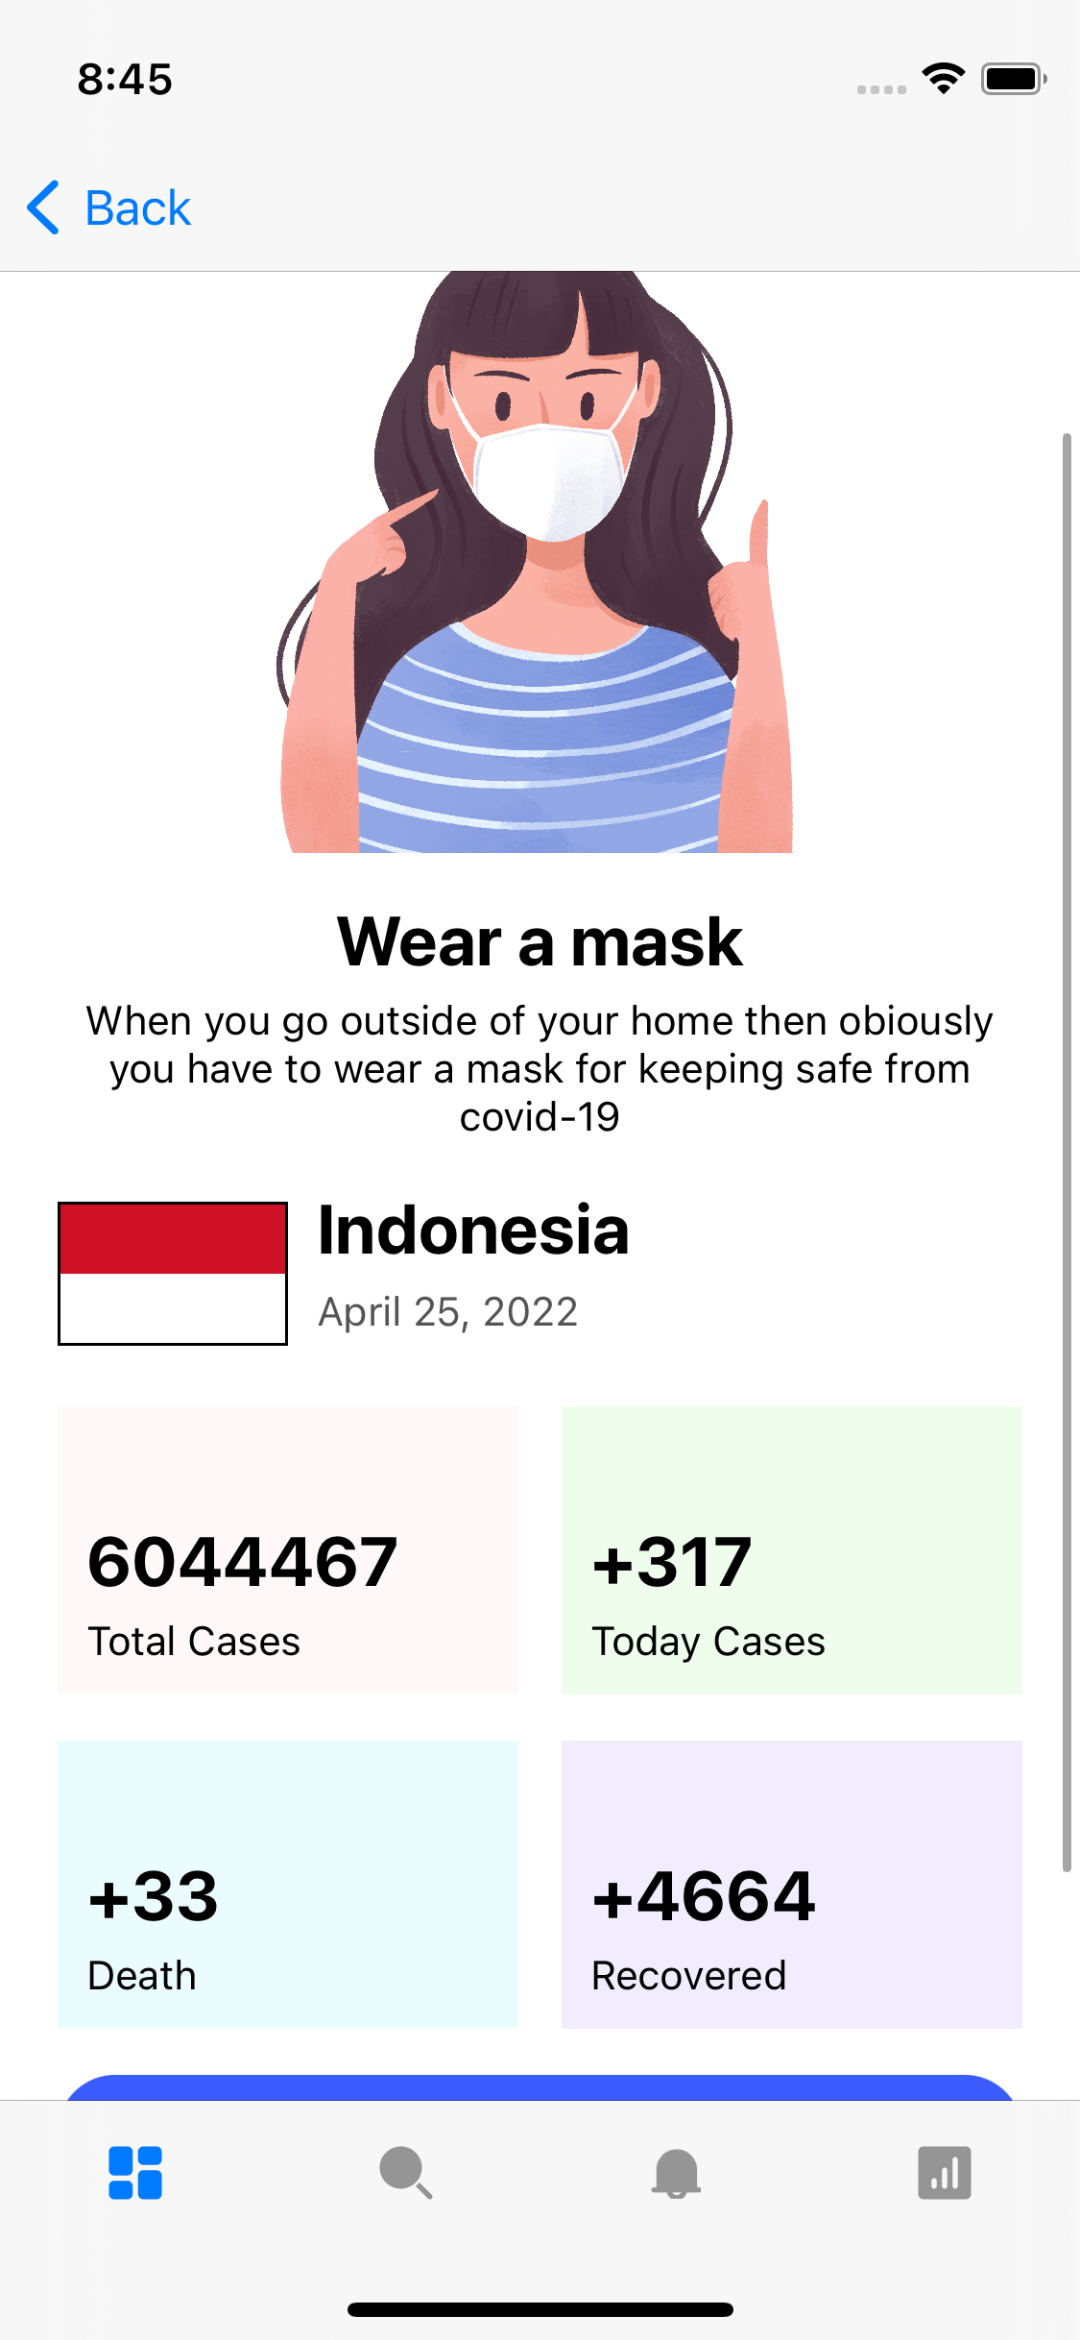 8:45
Back
Wear a mask
When you go outside of your home then obiously
you have to wear a mask for keeping safe from
covid-19
Indonesia
April 25, 2022
6044467
Total Cases
+317
Today Cases
+33
Death
+4664
Recovered